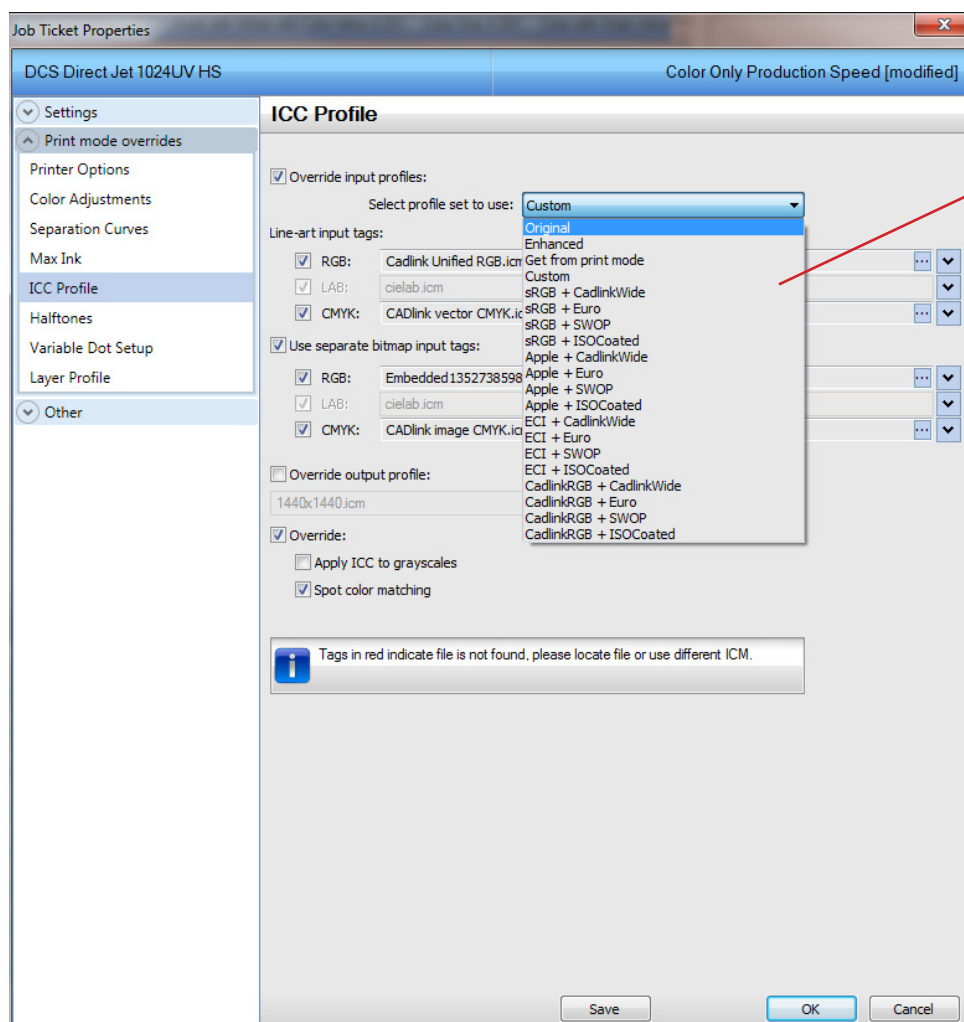 Job Ticket Properties
DCS Direct Jet 1024UV HS
Color Only Production Speed [modified]
Settings
Print mode overrides
Printer Options
Color Adjustments
Separation Curves
Max Ink
ICC Profile
Halftones
Variable Dot Setup
Layer Profile
Other
ICC Profile
Override input profiles:
Select profile set to use: Custom
Original
Enhanced
Get from print mode
Custom
sRGB + CadlinkWide
sRGB + Euro
sRGB + SWOP
sRGB + ISOCoated
Apple + CadlinkWide
Apple + Euro
Apple + SWOP
Apple + ISOCoated
ECI + CadlinkWide
ECI + Euro
ECI + SWOP
ECI + ISOCoated
CadlinkRGB + CadlinkWide
CadlinkRGB + Euro
CadlinkRGB + SWOP
CadlinkRGB + ISOCoated
Line-art input tags:
RGB: Cadlink Unified RGB.icm
LAB: cielab.icm
CMYK: CADlink vector CMYK.ic
Use separate bitmap input tags:
RGB: Embedded1352738598
LAB: cielab.icm
CMYK: CADlink image CMYK.ic
Override output profile:
1440x1440.icm
Override:
Apply ICC to grayscales
Spot color matching
Tags in red indicate file is not found, please locate file or use different ICM.
Save
OK
Cancel